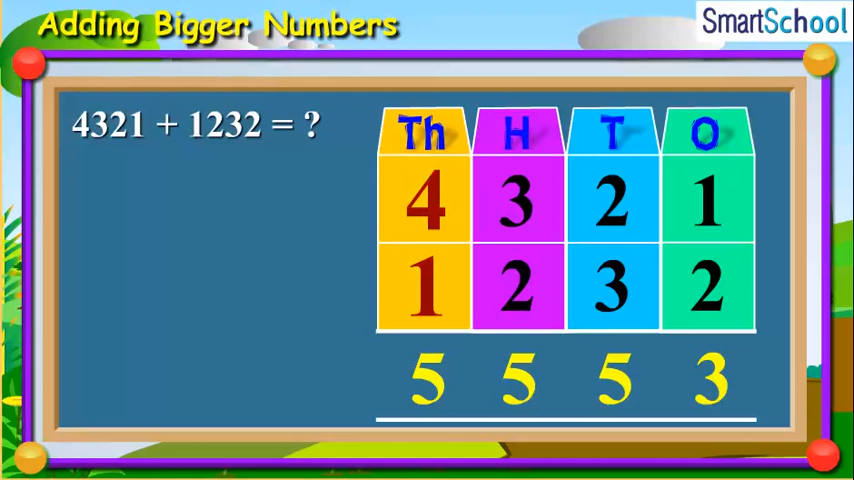 Adding Bigger Numbers
SmartSchool
4321 + 1232 = ?
Th H T O
4 3 2 1
1 2 3 2
5 5 5 3